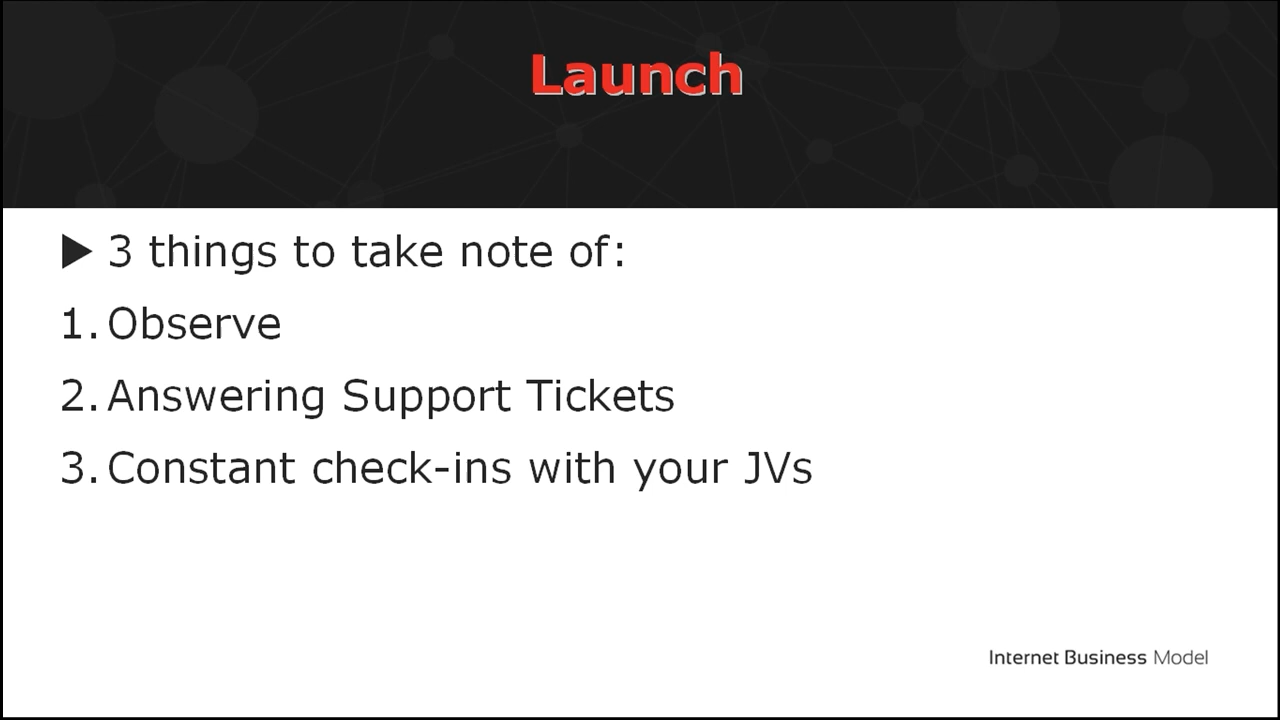 Launch
3 things to take note of:
1. Observe
2. Answering Support Tickets
3. Constant check-ins with your JVs
Internet Business Model